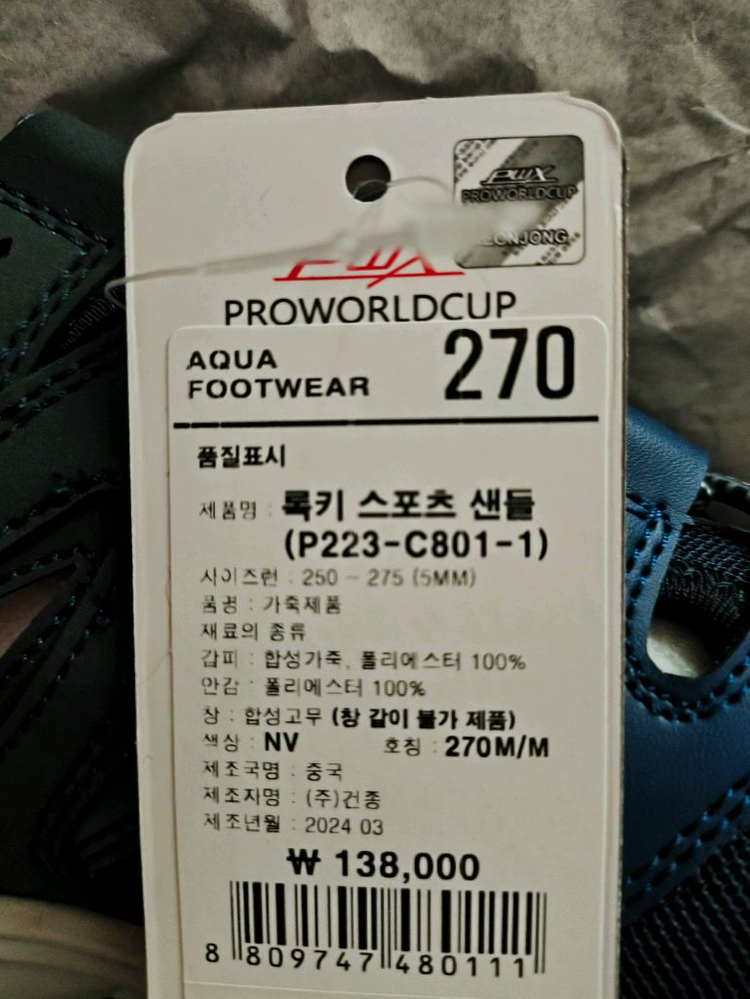 PWX
PROWORLDCUP
EONJONG
PWX
PROWORLDCUP
AQUA
FOOTWEAR
270
품질표시
제품명 : 록키 스포츠 샌들
(P223-C801-1)
사이즈런 : 250 ~ 275 (5MM)
품명 : 가죽제품
재료의 종류
갑피 : 합성가죽, 폴리에스터 100%
안감 : 폴리에스터 100%
창 : 합성고무 (창 갈이 불가 제품)
색상 : NV 호칭 : 270M/M
제조국명 : 중국
제조자명 : (주)건종
제조년월 : 2024 03
₩ 138,000
8 809747 480111